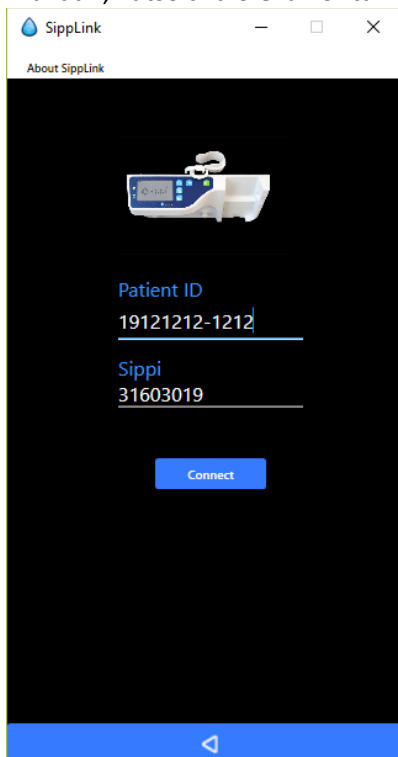 SippLink
About SippLink
Patient ID
19121212-1212
Sippi
31603019
Connect